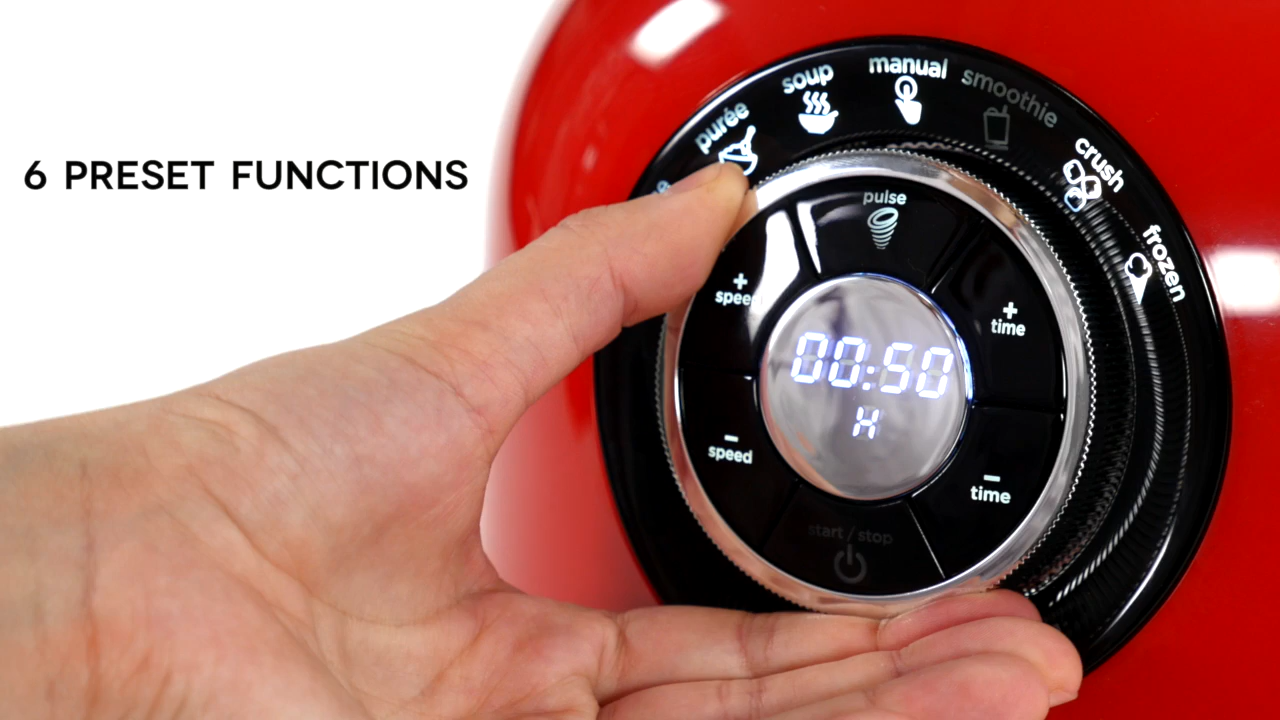 6 PRESET FUNCTIONS
purée
soup
manual
smoothie
crush
frozen
pulse
+
speed
+
time
00:50
H
−
speed
−
time
start / stop